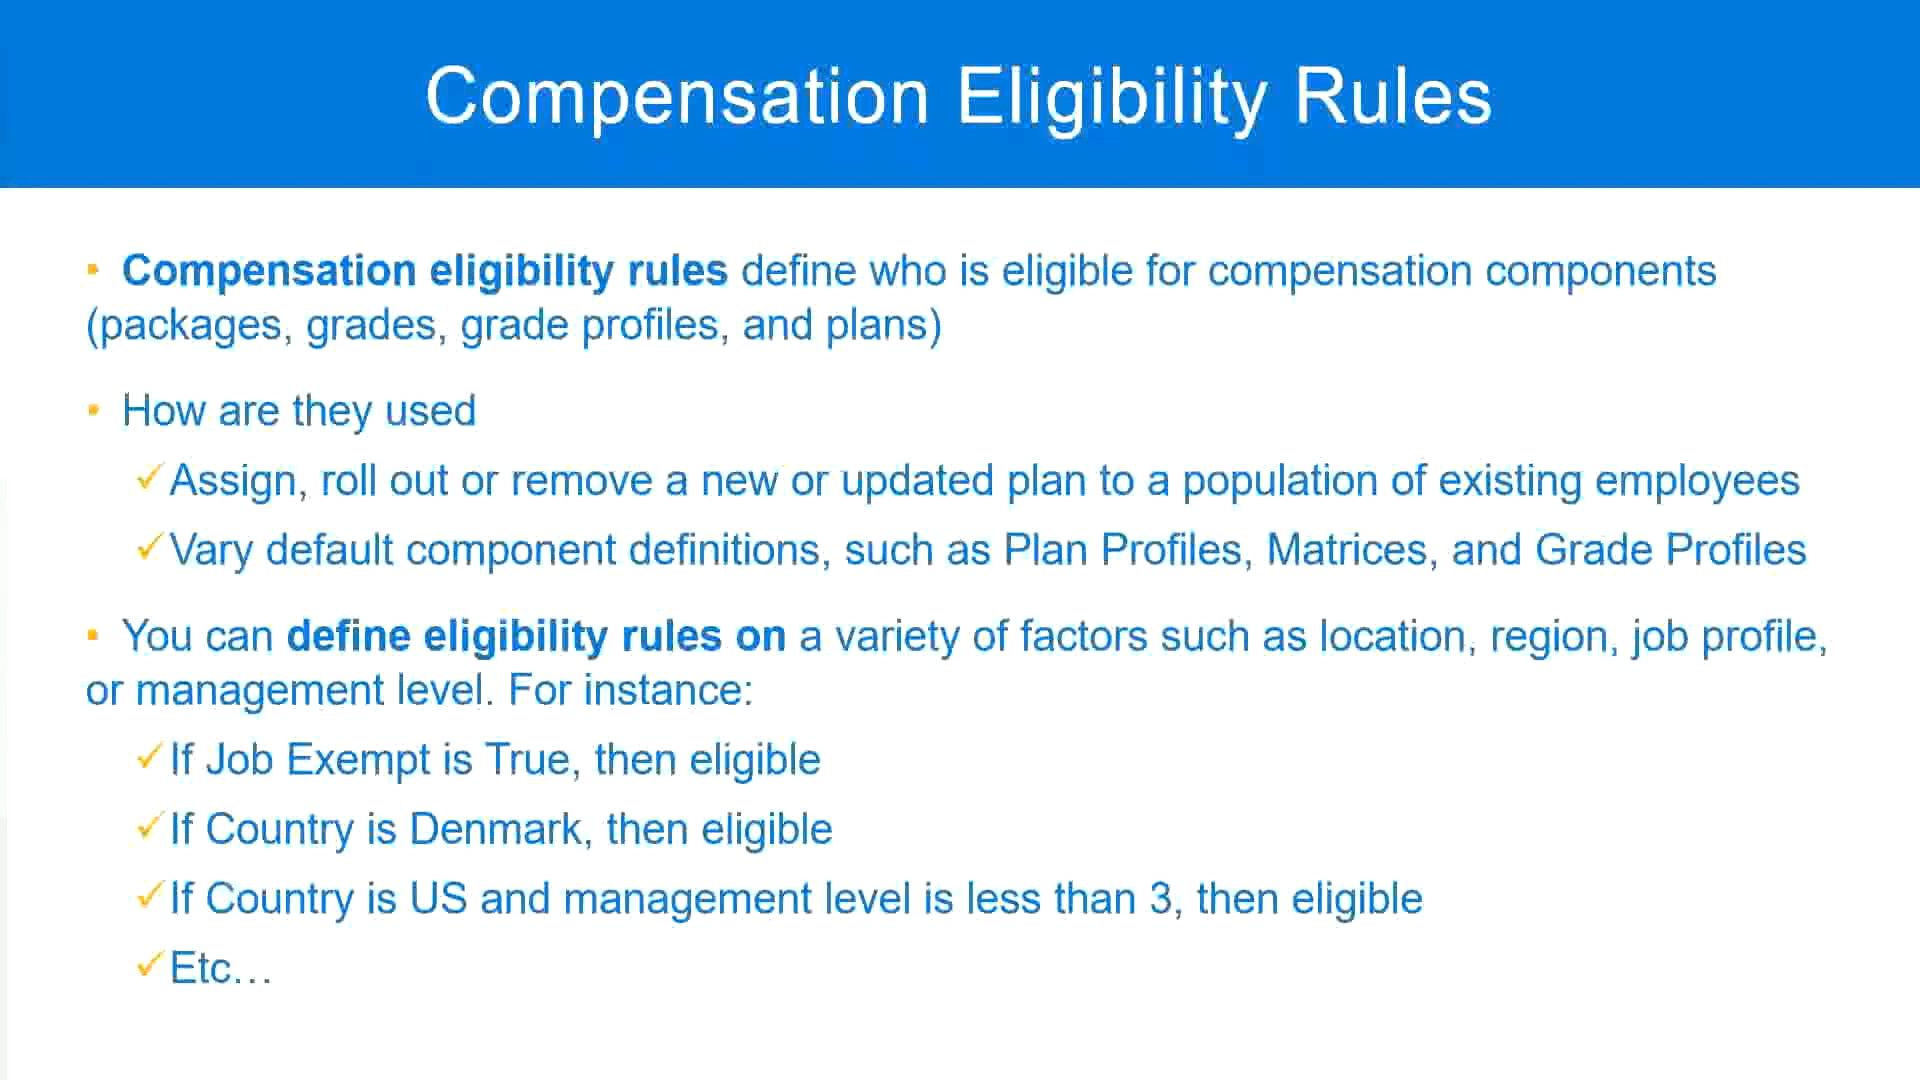 Compensation Eligibility Rules
▪ Compensation eligibility rules define who is eligible for compensation components
(packages, grades, grade profiles, and plans)
▪ How are they used
✓Assign, roll out or remove a new or updated plan to a population of existing employees
✓Vary default component definitions, such as Plan Profiles, Matrices, and Grade Profiles
▪ You can define eligibility rules on a variety of factors such as location, region, job profile,
or management level. For instance:
✓If Job Exempt is True, then eligible
✓If Country is Denmark, then eligible
✓If Country is US and management level is less than 3, then eligible
✓Etc…